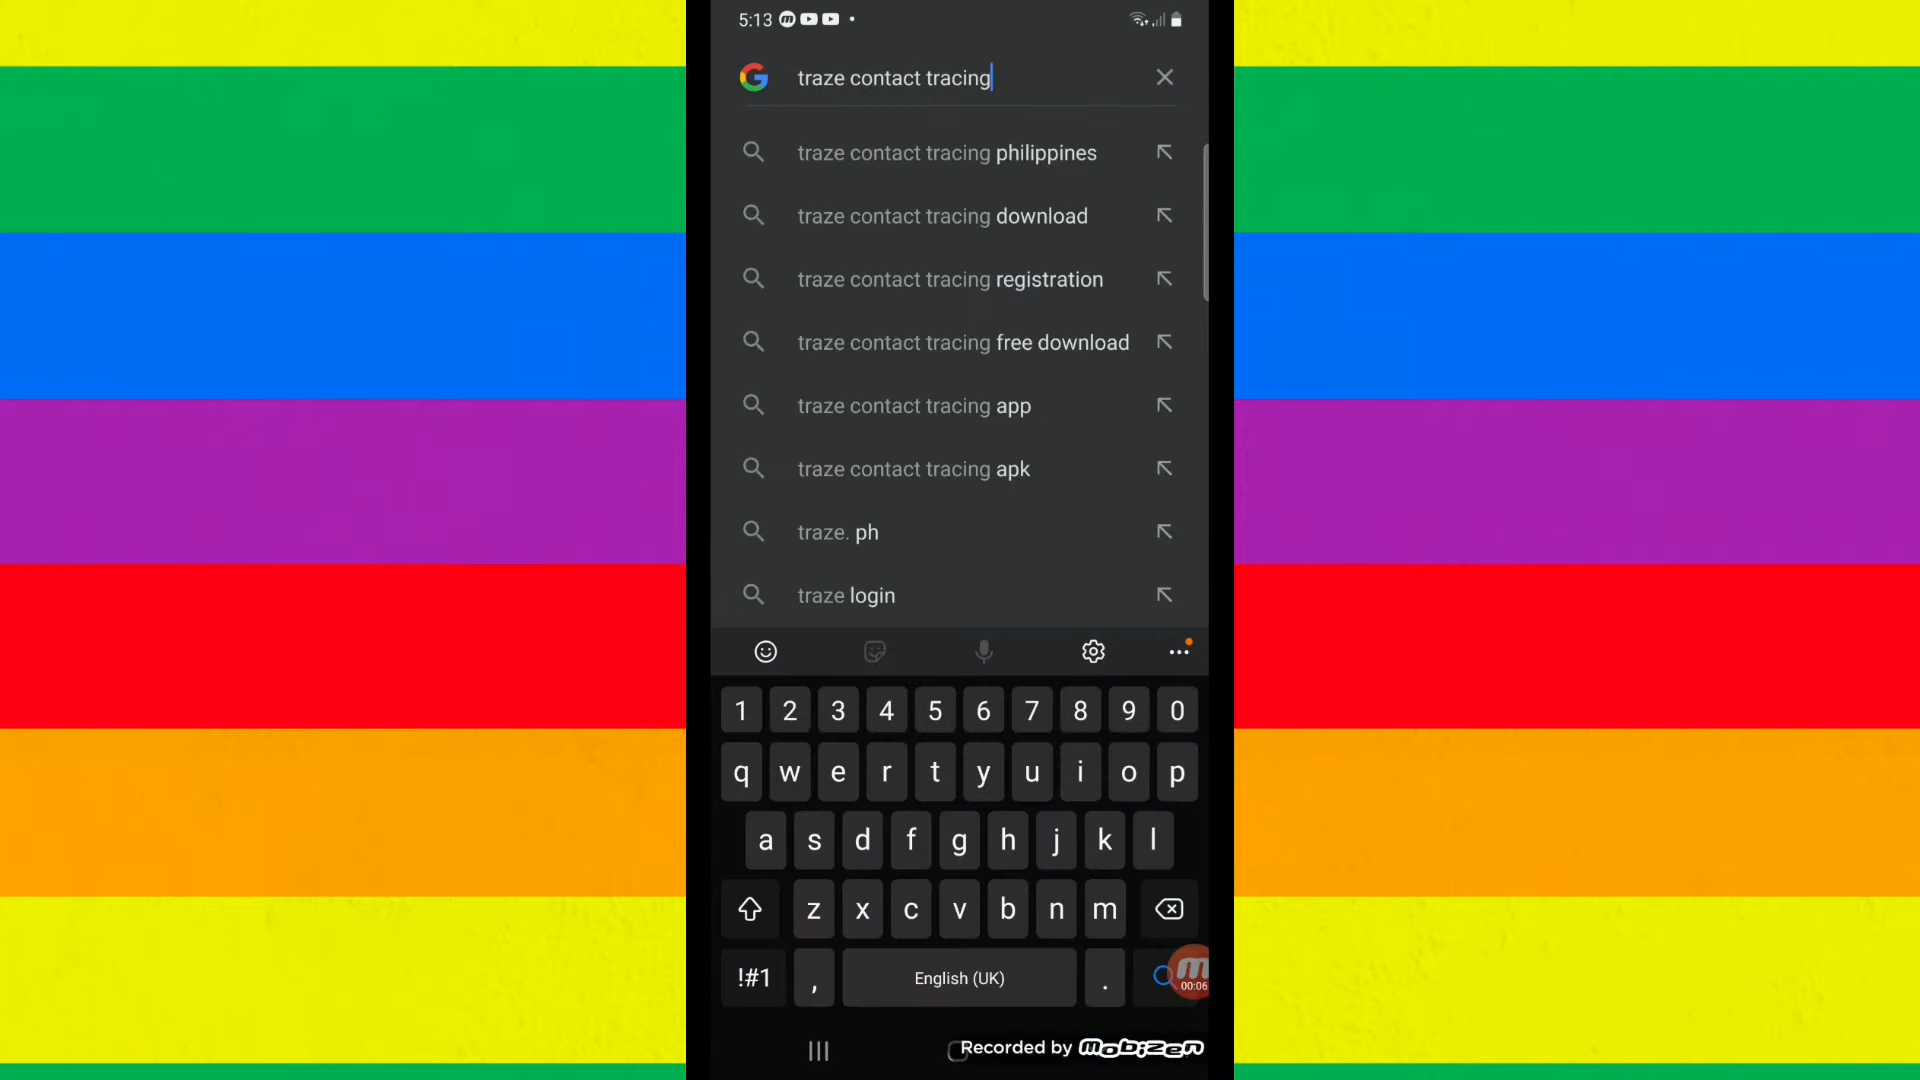 5:13
traze contact tracing
traze contact tracing philippines
traze contact tracing download
traze contact tracing registration
traze contact tracing free download
traze contact tracing app
traze contact tracing apk
traze. ph
traze login
1 2 3 4 5 6 7 8 9 0
q w e r t y u i o p
a s d f g h j k l
z x c v b n m
!#1 , English (UK) .
00:06
Recorded by mobizen